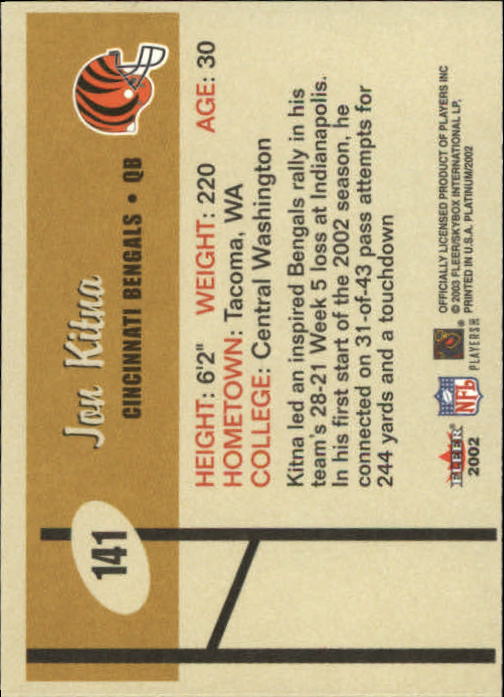 141
Jon Kitna
CINCINNATI BENGALS • QB
HEIGHT: 6'2" WEIGHT: 220 AGE: 30
HOMETOWN: Tacoma, WA
COLLEGE: Central Washington
Kitna led an inspired Bengals rally in his
team's 28-21 Week 5 loss at Indianapolis.
In his first start of the 2002 season, he
connected on 31-of-43 pass attempts for
244 yards and a touchdown
FLEER
2002
NFL
PLAYERS
OFFICIALLY LICENSED PRODUCT OF PLAYERS INC
© 2003 FLEER/SKYBOX INTERNATIONAL LP,
PRINTED IN U.S.A. PLATINUM/2002